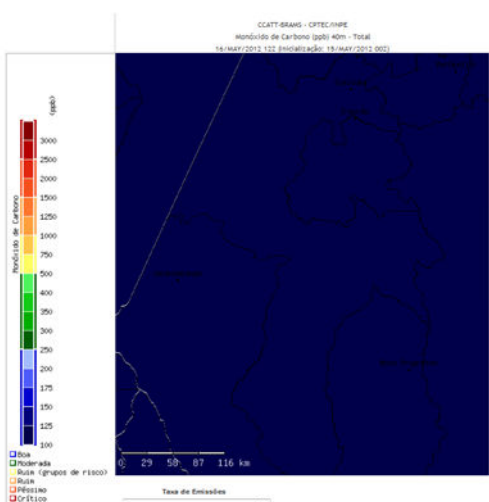 CCATT-BRAMS - CPTEC/INPE
Monóxido de Carbono (ppb) 40m - Total
16/MAY/2012 12Z (Inicialização: 15/MAY/2012 00Z)
(ppb)
Monóxido de Carbono
3000
2500
2000
1500
1250
1000
750
500
400
350
300
250
200
175
150
125
100
Boa
Moderada
Ruim (grupos de risco)
Ruim
Péssimo
Crítico
0 29 58 87 116 km
Taxa de Emissões